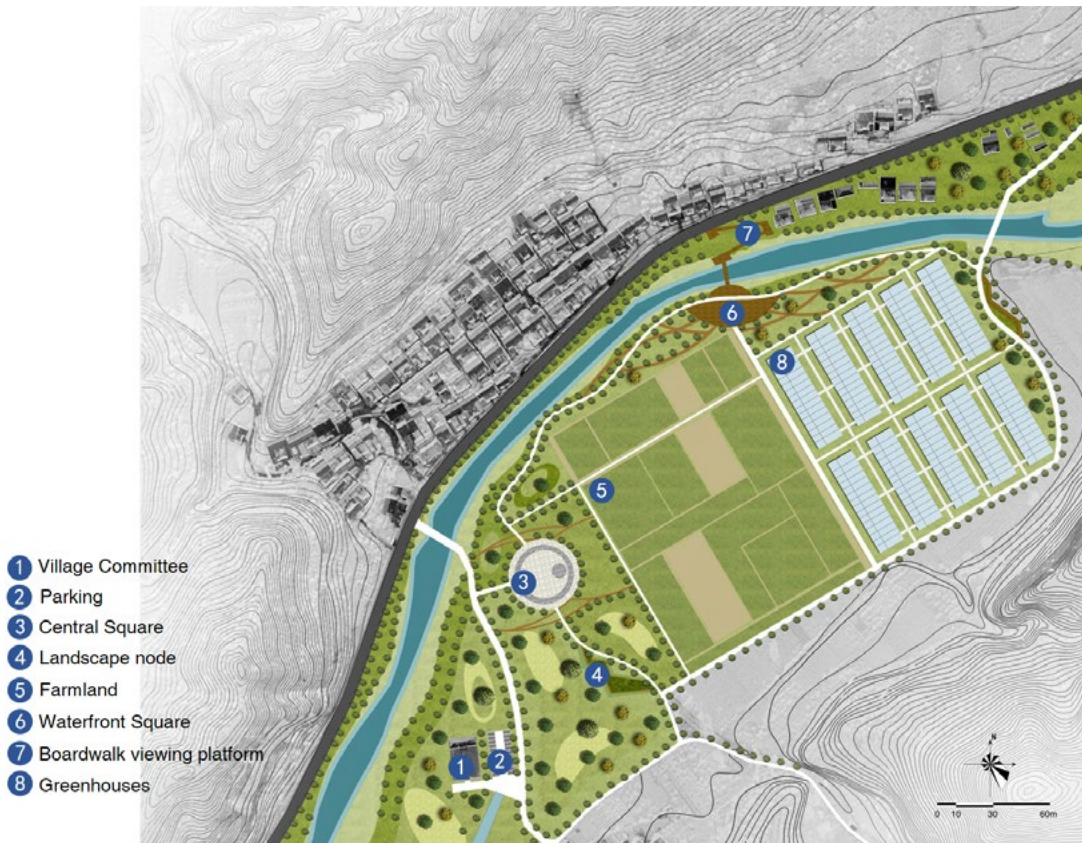 1 Village Committee
2 Parking
3 Central Square
4 Landscape node
5 Farmland
6 Waterfront Square
7 Boardwalk viewing platform
8 Greenhouses
7
6
8
5
3
4
1
2
N
0 10 30 60m